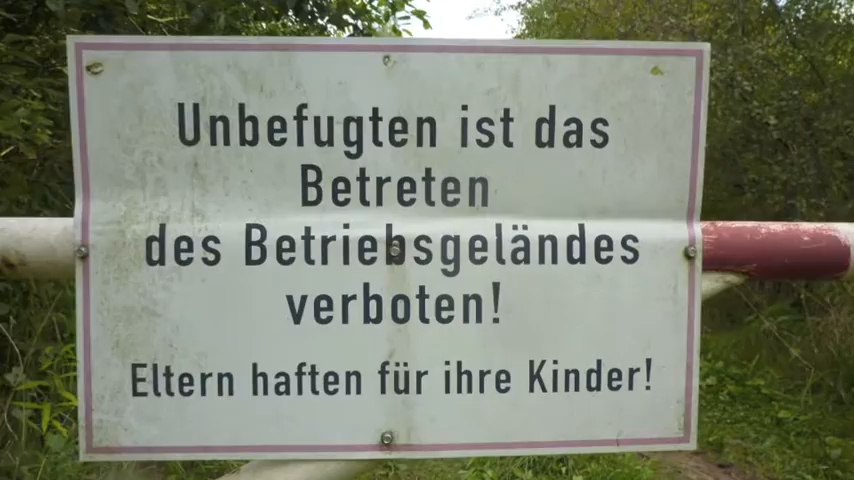 Unbefugten ist das
Betreten
des Betriebsgeländes
verboten!
Eltern haften für ihre Kinder!